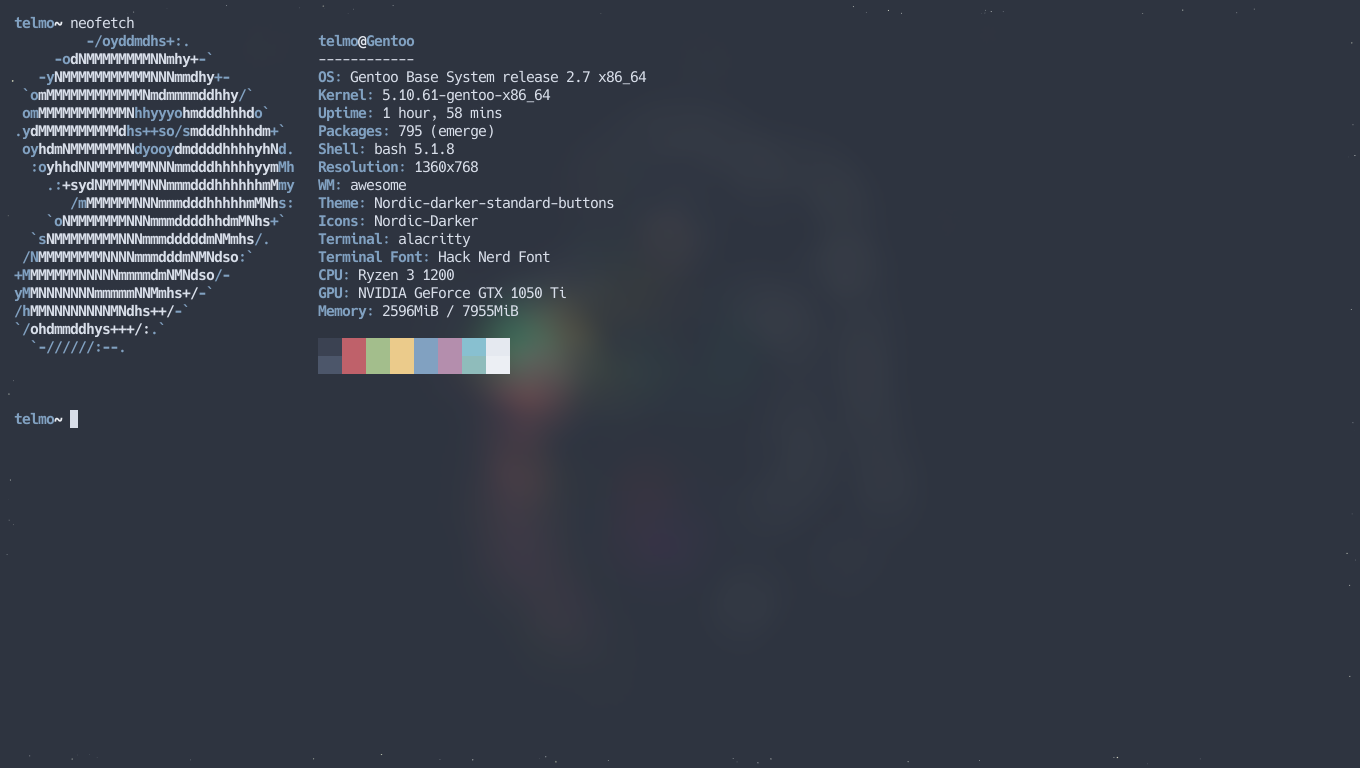 telmo~ neofetch
         -/oyddmdhs+:.                telmo@Gentoo
     -odNMMMMMMMMNNmhy+-`             ------------
   -yNMMMMMMMMMMMNNNmmdhy+-           OS: Gentoo Base System release 2.7 x86_64
 `omMMMMMMMMMMMMNmdmmmmddhhy/`        Kernel: 5.10.61-gentoo-x86_64
 omMMMMMMMMMMMNhhyyyohmdddhhhdo`      Uptime: 1 hour, 58 mins
.ydMMMMMMMMMMdhs++so/smdddhhhhdm+`    Packages: 795 (emerge)
 oyhdmNMMMMMMMNdyooydmddddhhhhyhNd.   Shell: bash 5.1.8
  :oyhhdNNMMMMMMMNNNmmdddhhhhhyymMh   Resolution: 1360x768
    .:+sydNMMMMMNNNmmmdddhhhhhhmMmy   WM: awesome
       /mMMMMMMNNNmmmdddhhhhhmMNhs:   Theme: Nordic-darker-standard-buttons
    `oNMMMMMMMNNNmmmddddhhdmMNhs+`    Icons: Nordic-Darker
  `sNMMMMMMMMNNNmmmdddddmNMmhs/.      Terminal: alacritty
 /NMMMMMMMMNNNNmmmdddmNMNdso:`        Terminal Font: Hack Nerd Font
+MMMMMMMNNNNNmmmmdmNMNdso/-           CPU: Ryzen 3 1200
yMMNNNNNNNmmmmmNNMmhs+/-`             GPU: NVIDIA GeForce GTX 1050 Ti
/hMMNNNNNNNNMNdhs++/-`                Memory: 2596MiB / 7955MiB
`/ohdmmddhys+++/:.`
  `-//////:--.
telmo~